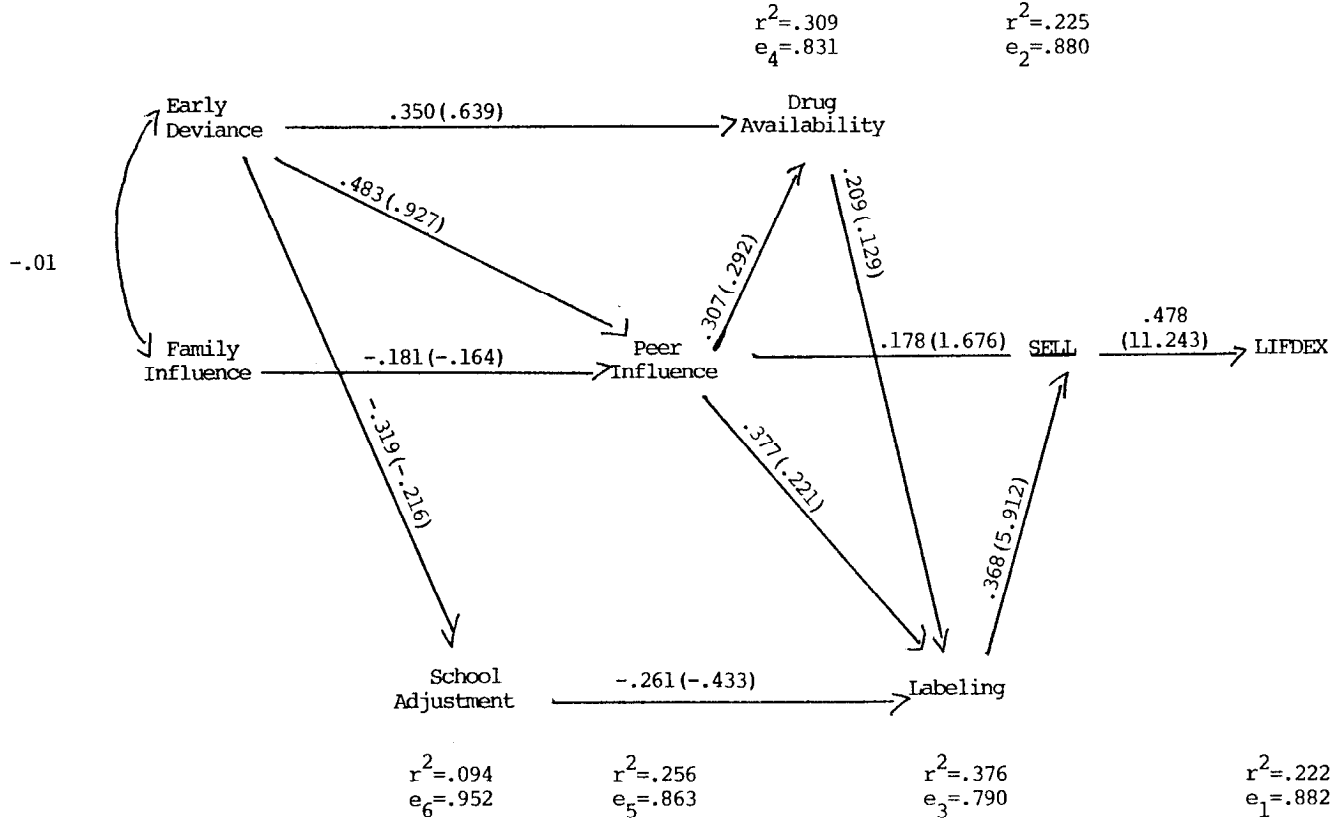 r2=.309 r2=.225
e4=.831 e2=.880
Early Drug
Deviance .350(.639) Availability
.483(.927)
.209(.129)
-.01
.307(.292)
Family -.181(-.164) Peer .178(1.676) SELL .478 LIFDEX
Influence Influence (11.243)
-.319(-.216)
.377(.221)
.368(5.912)
School -.261(-.433) Labeling
Adjustment
r2=.094 r2=.256 r2=.376 r2=.222
e6=.952 e5=.863 e3=.790 e1=.882